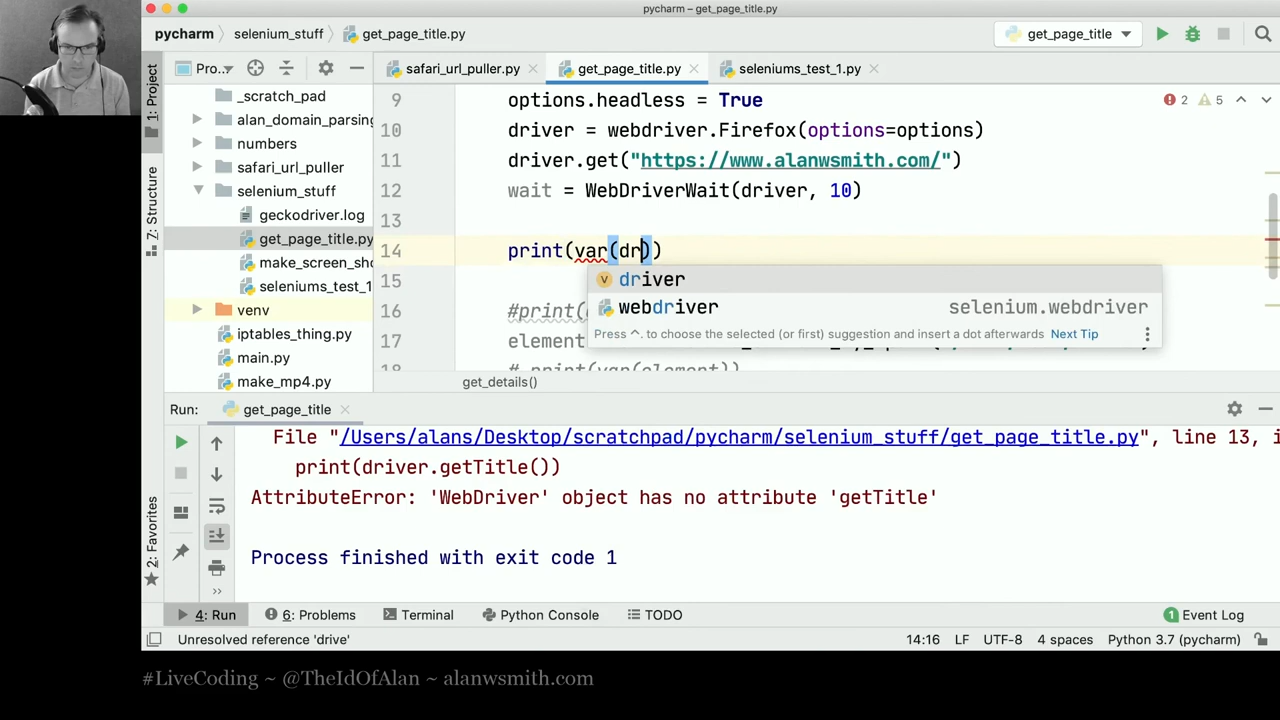 pycharm – get_page_title.py
pycharm selenium_stuff get_page_title.py get_page_title
1: Project Pro... safari_url_puller.py get_page_title.py seleniums_test_1.py
_scratch_pad
alan_domain_parsing
numbers
safari_url_puller
selenium_stuff
geckodriver.log
get_page_title.py
make_screen_sho
seleniums_test_1
venv
iptables_thing.py
main.py
make_mp4.py
Z: Structure
2: Favorites
9 options.headless = True
10 driver = webdriver.Firefox(options=options)
11 driver.get("https://www.alanwsmith.com/")
12 wait = WebDriverWait(driver, 10)
13
14 print(var(dr))
15
16 #print(
17 element
18 # print(var(element))
2 5
driver
webdriver selenium.webdriver
Press ^. to choose the selected (or first) suggestion and insert a dot afterwards Next Tip
get_details()
Run: get_page_title
File "/Users/alans/Desktop/scratchpad/pycharm/selenium_stuff/get_page_title.py", line 13, i
print(driver.getTitle())
AttributeError: 'WebDriver' object has no attribute 'getTitle'
Process finished with exit code 1
4: Run 6: Problems Terminal Python Console TODO 1 Event Log
Unresolved reference 'drive' 14:16 LF UTF-8 4 spaces Python 3.7 (pycharm)
#LiveCoding ~ @TheIdOfAlan ~ alanwsmith.com